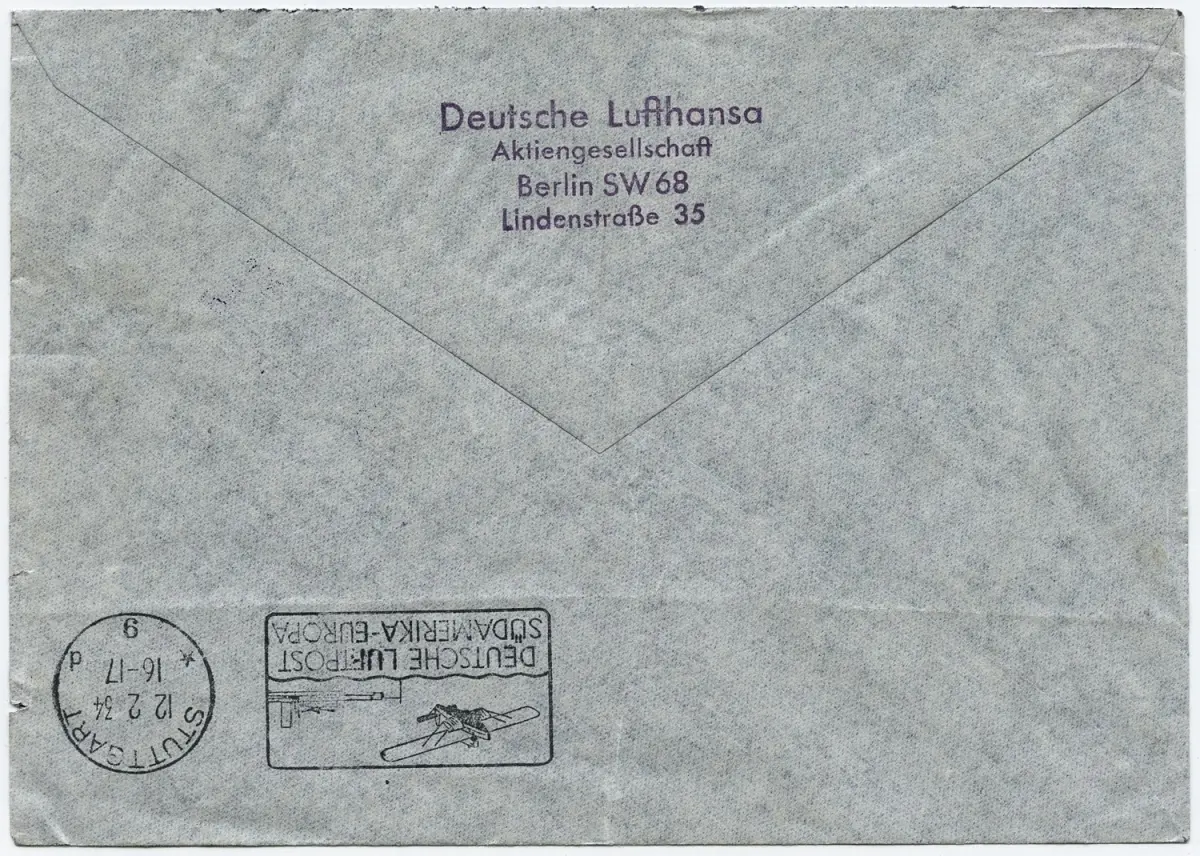 Deutsche Lufthansa
Aktiengesellschaft
Berlin SW 68
Lindenstraße 35
STUTTGART
12 2 34
16-17
* d
9
DEUTSCHE LUFTPOST
SÜDAMERIKA-EUROPA